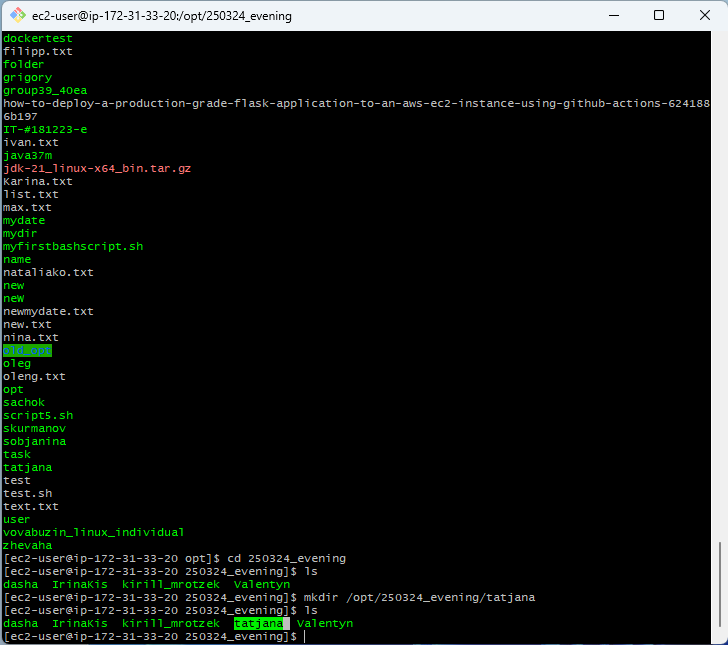 ec2-user@ip-172-31-33-20:/opt/250324_evening
dockertest
filipp.txt
folder
grigory
group39_40ea
how-to-deploy-a-production-grade-flask-application-to-an-aws-ec2-instance-using-github-actions-624188
6b197
IT-#181223-e
ivan.txt
java37m
jdk-21_linux-x64_bin.tar.gz
Karina.txt
list.txt
max.txt
mydate
mydir
myfirstbashscript.sh
name
nataliako.txt
new
neW
newmydate.txt
new.txt
nina.txt
old_opt
oleg
oleng.txt
opt
sachok
script5.sh
skurmanov
sobjanina
task
tatjana
test
test.sh
text.txt
user
vovabuzin_linux_individual
zhevaha
[ec2-user@ip-172-31-33-20 opt]$ cd 250324_evening
[ec2-user@ip-172-31-33-20 250324_evening]$ ls
dasha  IrinaKis  kirill_mrotzek  Valentyn
[ec2-user@ip-172-31-33-20 250324_evening]$ mkdir /opt/250324_evening/tatjana
[ec2-user@ip-172-31-33-20 250324_evening]$ ls
dasha  IrinaKis  kirill_mrotzek  tatjana  Valentyn
[ec2-user@ip-172-31-33-20 250324_evening]$